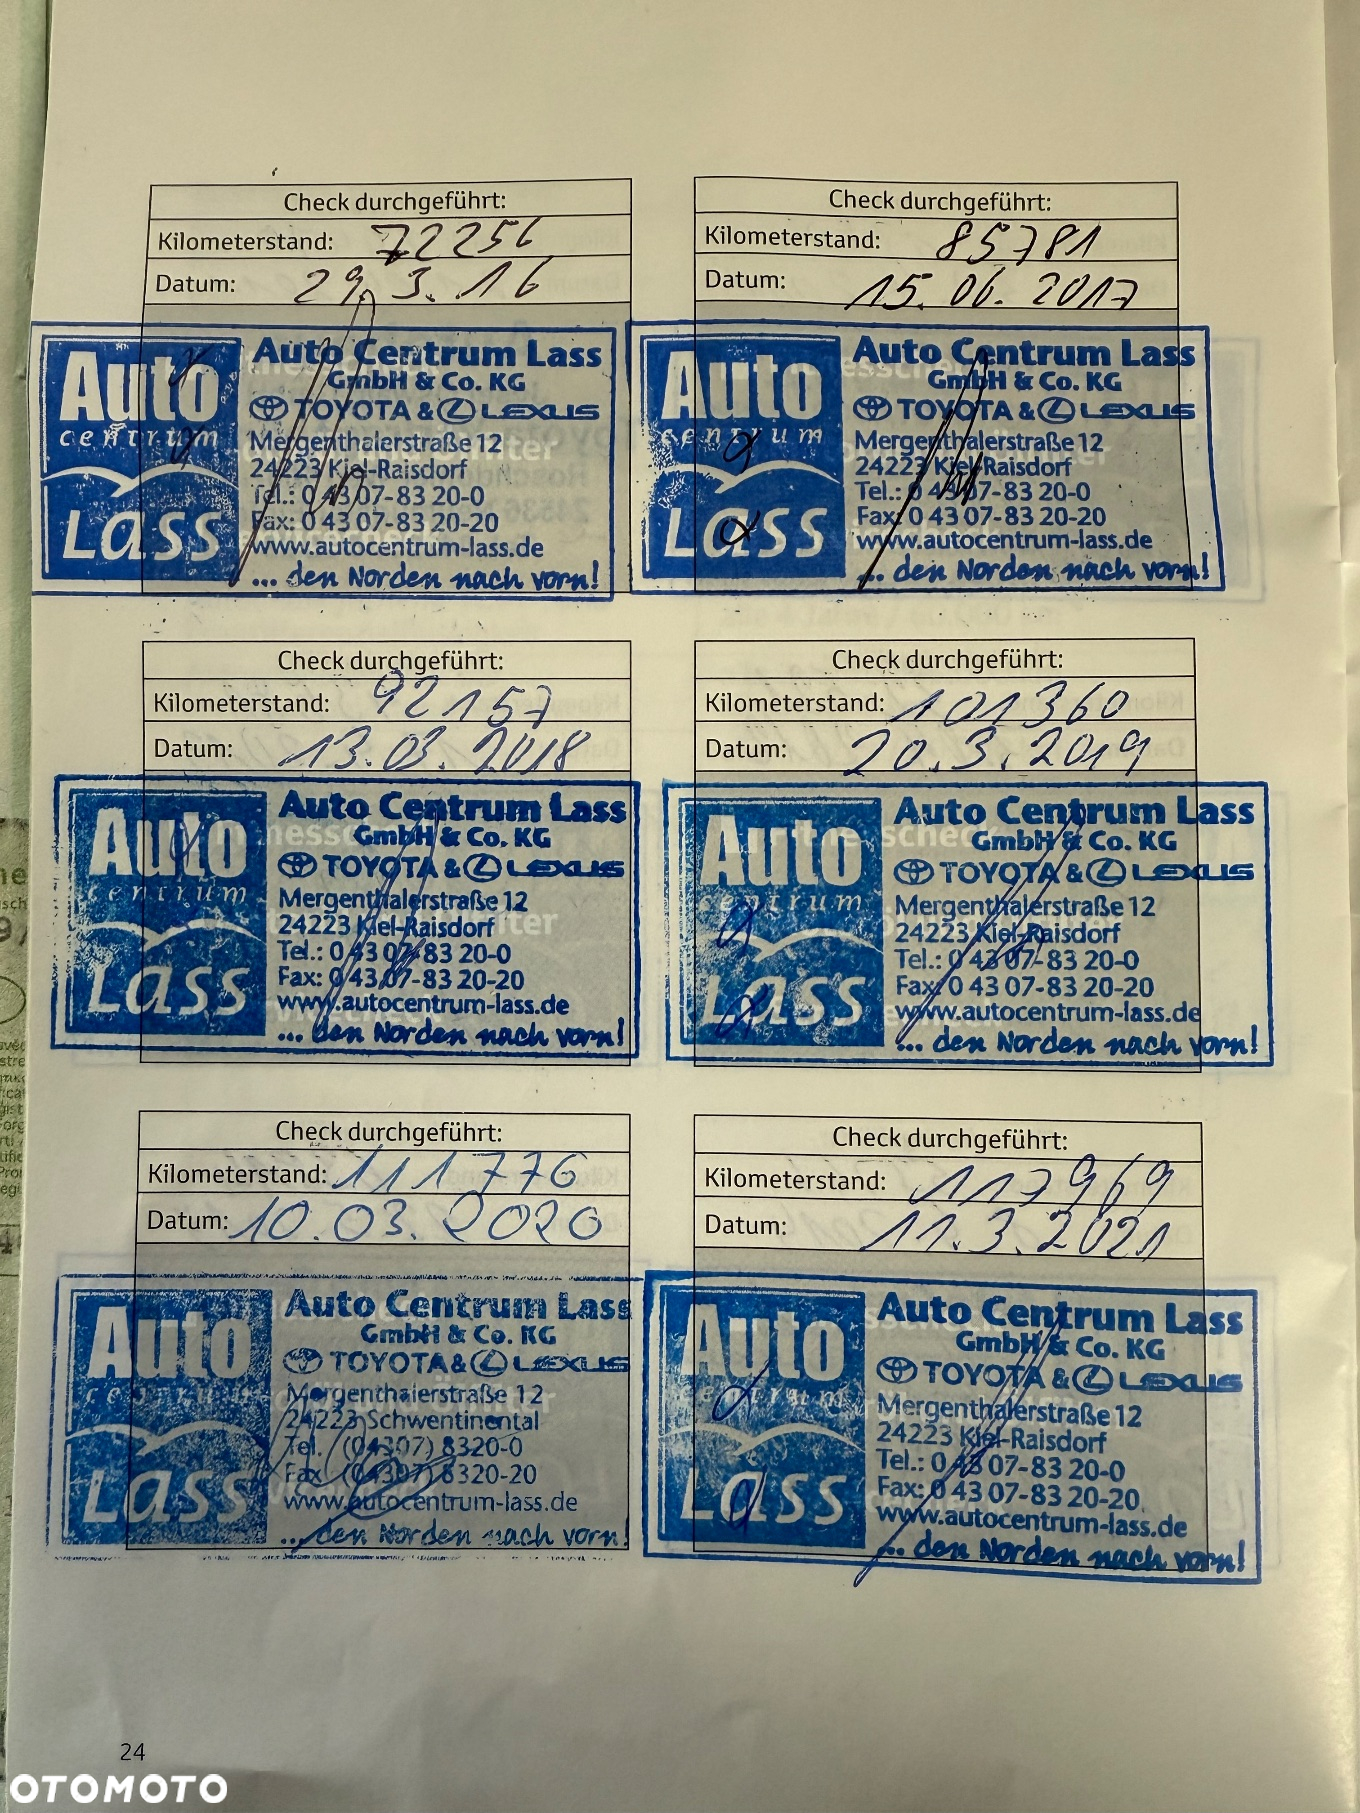 Check durchgeführt:
Kilometerstand: 72256
Datum: 29.3.16
Auto
centrum
Lass
Auto Centrum Lass
GmbH & Co. KG
TOYOTA & LEXUS
Mergenthalerstraße 12
24223 Kiel-Raisdorf
Tel.: 0 43 07-83 20-0
Fax: 0 43 07-83 20-20
www.autocentrum-lass.de
... den Norden nach vorn!
Check durchgeführt:
Kilometerstand: 85781
Datum: 15.06.2017
Auto
centrum
Lass
Auto Centrum Lass
GmbH & Co. KG
TOYOTA & LEXUS
Mergenthalerstraße 12
24223 Kiel-Raisdorf
Tel.: 0 43 07-83 20-0
Fax: 0 43 07-83 20-20
www.autocentrum-lass.de
... den Norden nach vorn!
Check durchgeführt:
Kilometerstand: 92157
Datum: 13.03.2018
Auto
centrum
Lass
Auto Centrum Lass
GmbH & Co. KG
TOYOTA & LEXUS
Mergenthalerstraße 12
24223 Kiel-Raisdorf
Tel.: 0 43 07-83 20-0
Fax: 0 43 07-83 20-20
www.autocentrum-lass.de
... den Norden nach vorn!
Check durchgeführt:
Kilometerstand: 101360
Datum: 20.3.2019
Auto
centrum
Lass
Auto Centrum Lass
GmbH & Co. KG
TOYOTA & LEXUS
Mergenthalerstraße 12
24223 Kiel-Raisdorf
Tel.: 0 43 07-83 20-0
Fax: 0 43 07-83 20-20
www.autocentrum-lass.de
... den Norden nach vorn!
Check durchgeführt:
Kilometerstand: 111776
Datum: 10.03.2020
Auto
centrum
Lass
Auto Centrum Lass
GmbH & Co. KG
TOYOTA & LEXUS
Mergenthalerstraße 12
24223 Schwentinental
Tel. (04307) 8320-0
Fax (04307) 8320-20
www.autocentrum-lass.de
... den Norden nach vorn!
Check durchgeführt:
Kilometerstand: 117969
Datum: 11.3.2021
Auto
centrum
Lass
Auto Centrum Lass
GmbH & Co. KG
TOYOTA & LEXUS
Mergenthalerstraße 12
24223 Kiel-Raisdorf
Tel.: 0 43 07-83 20-0
Fax: 0 43 07-83 20-20
www.autocentrum-lass.de
... den Norden nach vorn!
24
OTOMOTO